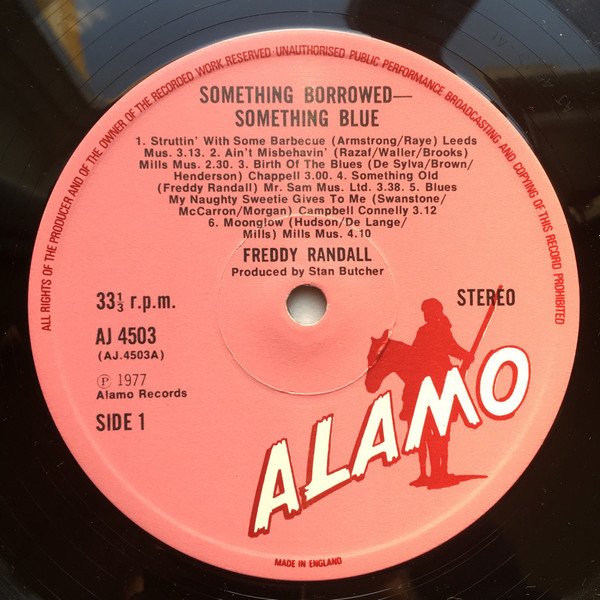 ALL RIGHTS OF THE PRODUCER AND OF THE OWNER OF THE RECORDED WORK RESERVED UNAUTHORISED PUBLIC PERFORMANCE BROADCASTING AND COPYING OF THIS RECORD PROHIBITED
SOMETHING BORROWED—
SOMETHING BLUE
1. Struttin' With Some Barbecue (Armstrong/Raye) Leeds
Mus. 3.13. 2. Ain't Misbehavin' (Razaf/Waller/Brooks)
Mills Mus. 2.30. 3. Birth Of The Blues (De Sylva/Brown/
Henderson) Chappell 3.00. 4. Something Old
(Freddy Randall) Mr. Sam Mus. Ltd. 3.38. 5. Blues
My Naughty Sweetie Gives To Me (Swanstone/
McCarron/Morgan) Campbell Connelly 3.12
6. Moonglow (Hudson/De Lange/
Mills) Mills Mus. 4.10
FREDDY RANDALL
Produced by Stan Butcher
33⅓ r.p.m.
STEREO
AJ 4503
(AJ.4503A)
Ⓟ 1977
Alamo Records
SIDE 1
ALAMO
MADE IN ENGLAND